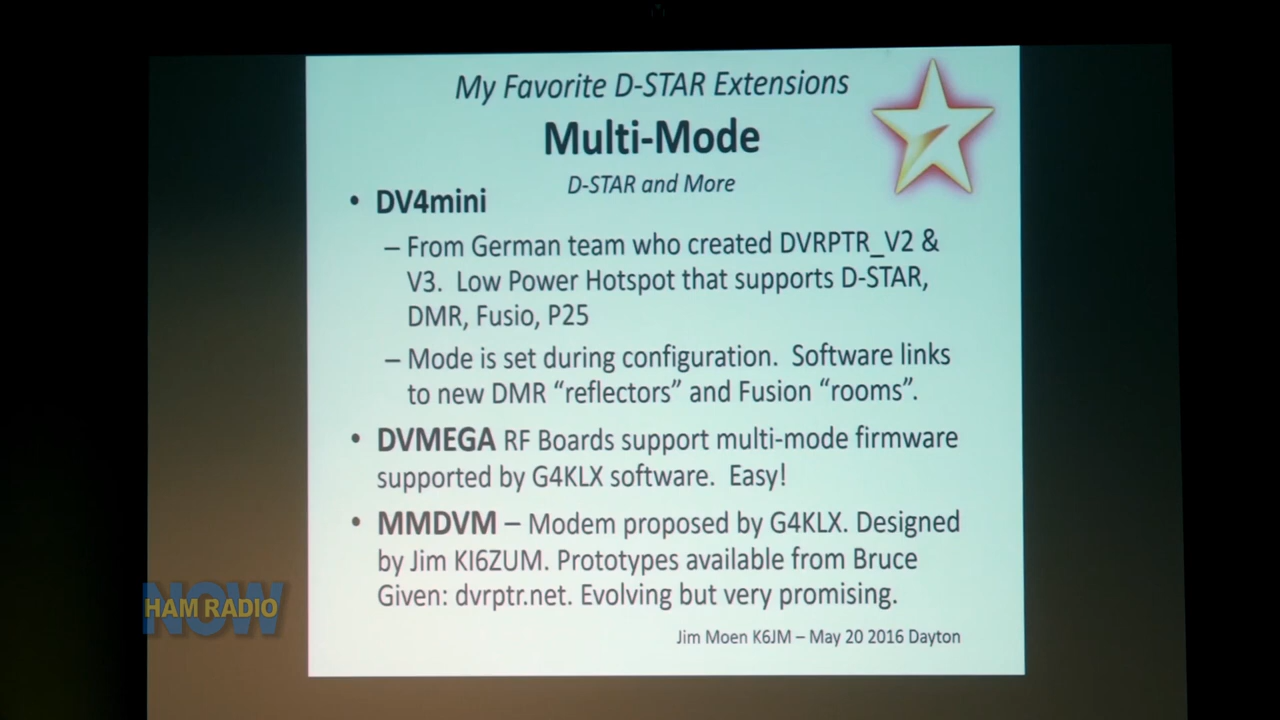 My Favorite D-STAR Extensions
Multi-Mode
D-STAR and More
• DV4mini
– From German team who created DVRPTR_V2 &
V3. Low Power Hotspot that supports D-STAR,
DMR, Fusio, P25
– Mode is set during configuration. Software links
to new DMR “reflectors” and Fusion “rooms”.
• DVMEGA RF Boards support multi-mode firmware
supported by G4KLX software. Easy!
• MMDVM – Modem proposed by G4KLX. Designed
by Jim KI6ZUM. Prototypes available from Bruce
Given: dvrptr.net. Evolving but very promising.
Jim Moen K6JM – May 20 2016 Dayton
HAM RADIO
NOW